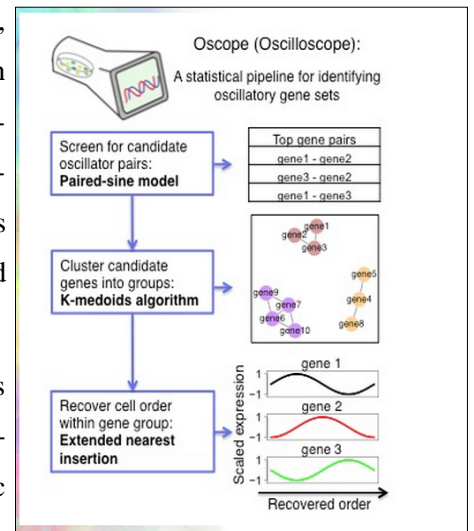 Oscope (Oscilloscope):
A statistical pipeline for identifying
oscillatory gene sets
Screen for candidate
oscillator pairs:
Paired-sine model
Top gene pairs
gene1 - gene2
gene3 - gene2
gene1 - gene3
Cluster candidate
genes into groups:
K-medoids algorithm
gene1
gene2
gene3
gene5
gene9
gene7
gene4
gene6
gene10
gene8
Recover cell order
within gene group:
Extended nearest
insertion
Scaled expression
gene 1
1
-1
gene 2
1
-1
gene 3
1
-1
Recovered order